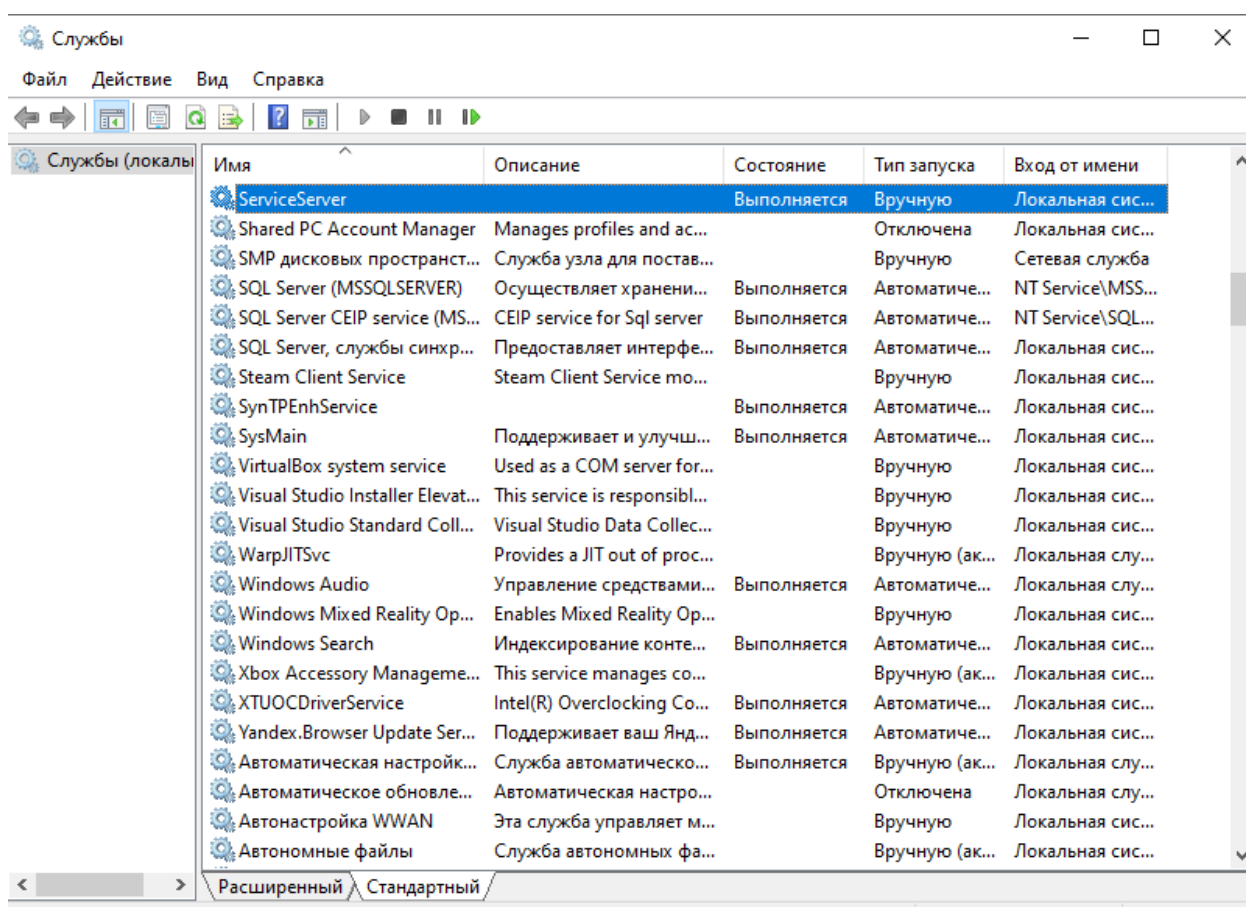 Службы
Файл Действие Вид Справка
Службы (локалы
Имя Описание Состояние Тип запуска Вход от имени
ServiceServer Выполняется Вручную Локальная сис...
Shared PC Account Manager Manages profiles and ac... Отключена Локальная сис...
SMP дисковых пространст... Служба узла для постав... Вручную Сетевая служба
SQL Server (MSSQLSERVER) Осуществляет хранени... Выполняется Автоматиче... NT Service\MSS...
SQL Server CEIP service (MS... CEIP service for Sql server Выполняется Автоматиче... NT Service\SQL...
SQL Server, службы синхр... Предоставляет интерфе... Выполняется Автоматиче... Локальная сис...
Steam Client Service Steam Client Service mo... Вручную Локальная сис...
SynTPEnhService Выполняется Автоматиче... Локальная сис...
SysMain Поддерживает и улучш... Выполняется Автоматиче... Локальная сис...
VirtualBox system service Used as a COM server for... Вручную Локальная сис...
Visual Studio Installer Elevat... This service is responsibl... Вручную Локальная сис...
Visual Studio Standard Coll... Visual Studio Data Collec... Вручную Локальная сис...
WarpJITSvc Provides a JIT out of proc... Вручную (ак... Локальная слу...
Windows Audio Управление средствами... Выполняется Автоматиче... Локальная слу...
Windows Mixed Reality Op... Enables Mixed Reality Op... Вручную Локальная сис...
Windows Search Индексирование конте... Выполняется Автоматиче... Локальная сис...
Xbox Accessory Manageme... This service manages co... Вручную (ак... Локальная сис...
XTUOCDriverService Intel(R) Overclocking Co... Выполняется Автоматиче... Локальная сис...
Yandex.Browser Update Ser... Поддерживает ваш Янд... Выполняется Автоматиче... Локальная сис...
Автоматическая настройк... Служба автоматическо... Выполняется Вручную (ак... Локальная слу...
Автоматическое обновле... Автоматическая настро... Отключена Локальная слу...
Автонастройка WWAN Эта служба управляет м... Вручную Локальная сис...
Автономные файлы Служба автономных фа... Вручную (ак... Локальная сис...
Расширенный Стандартный